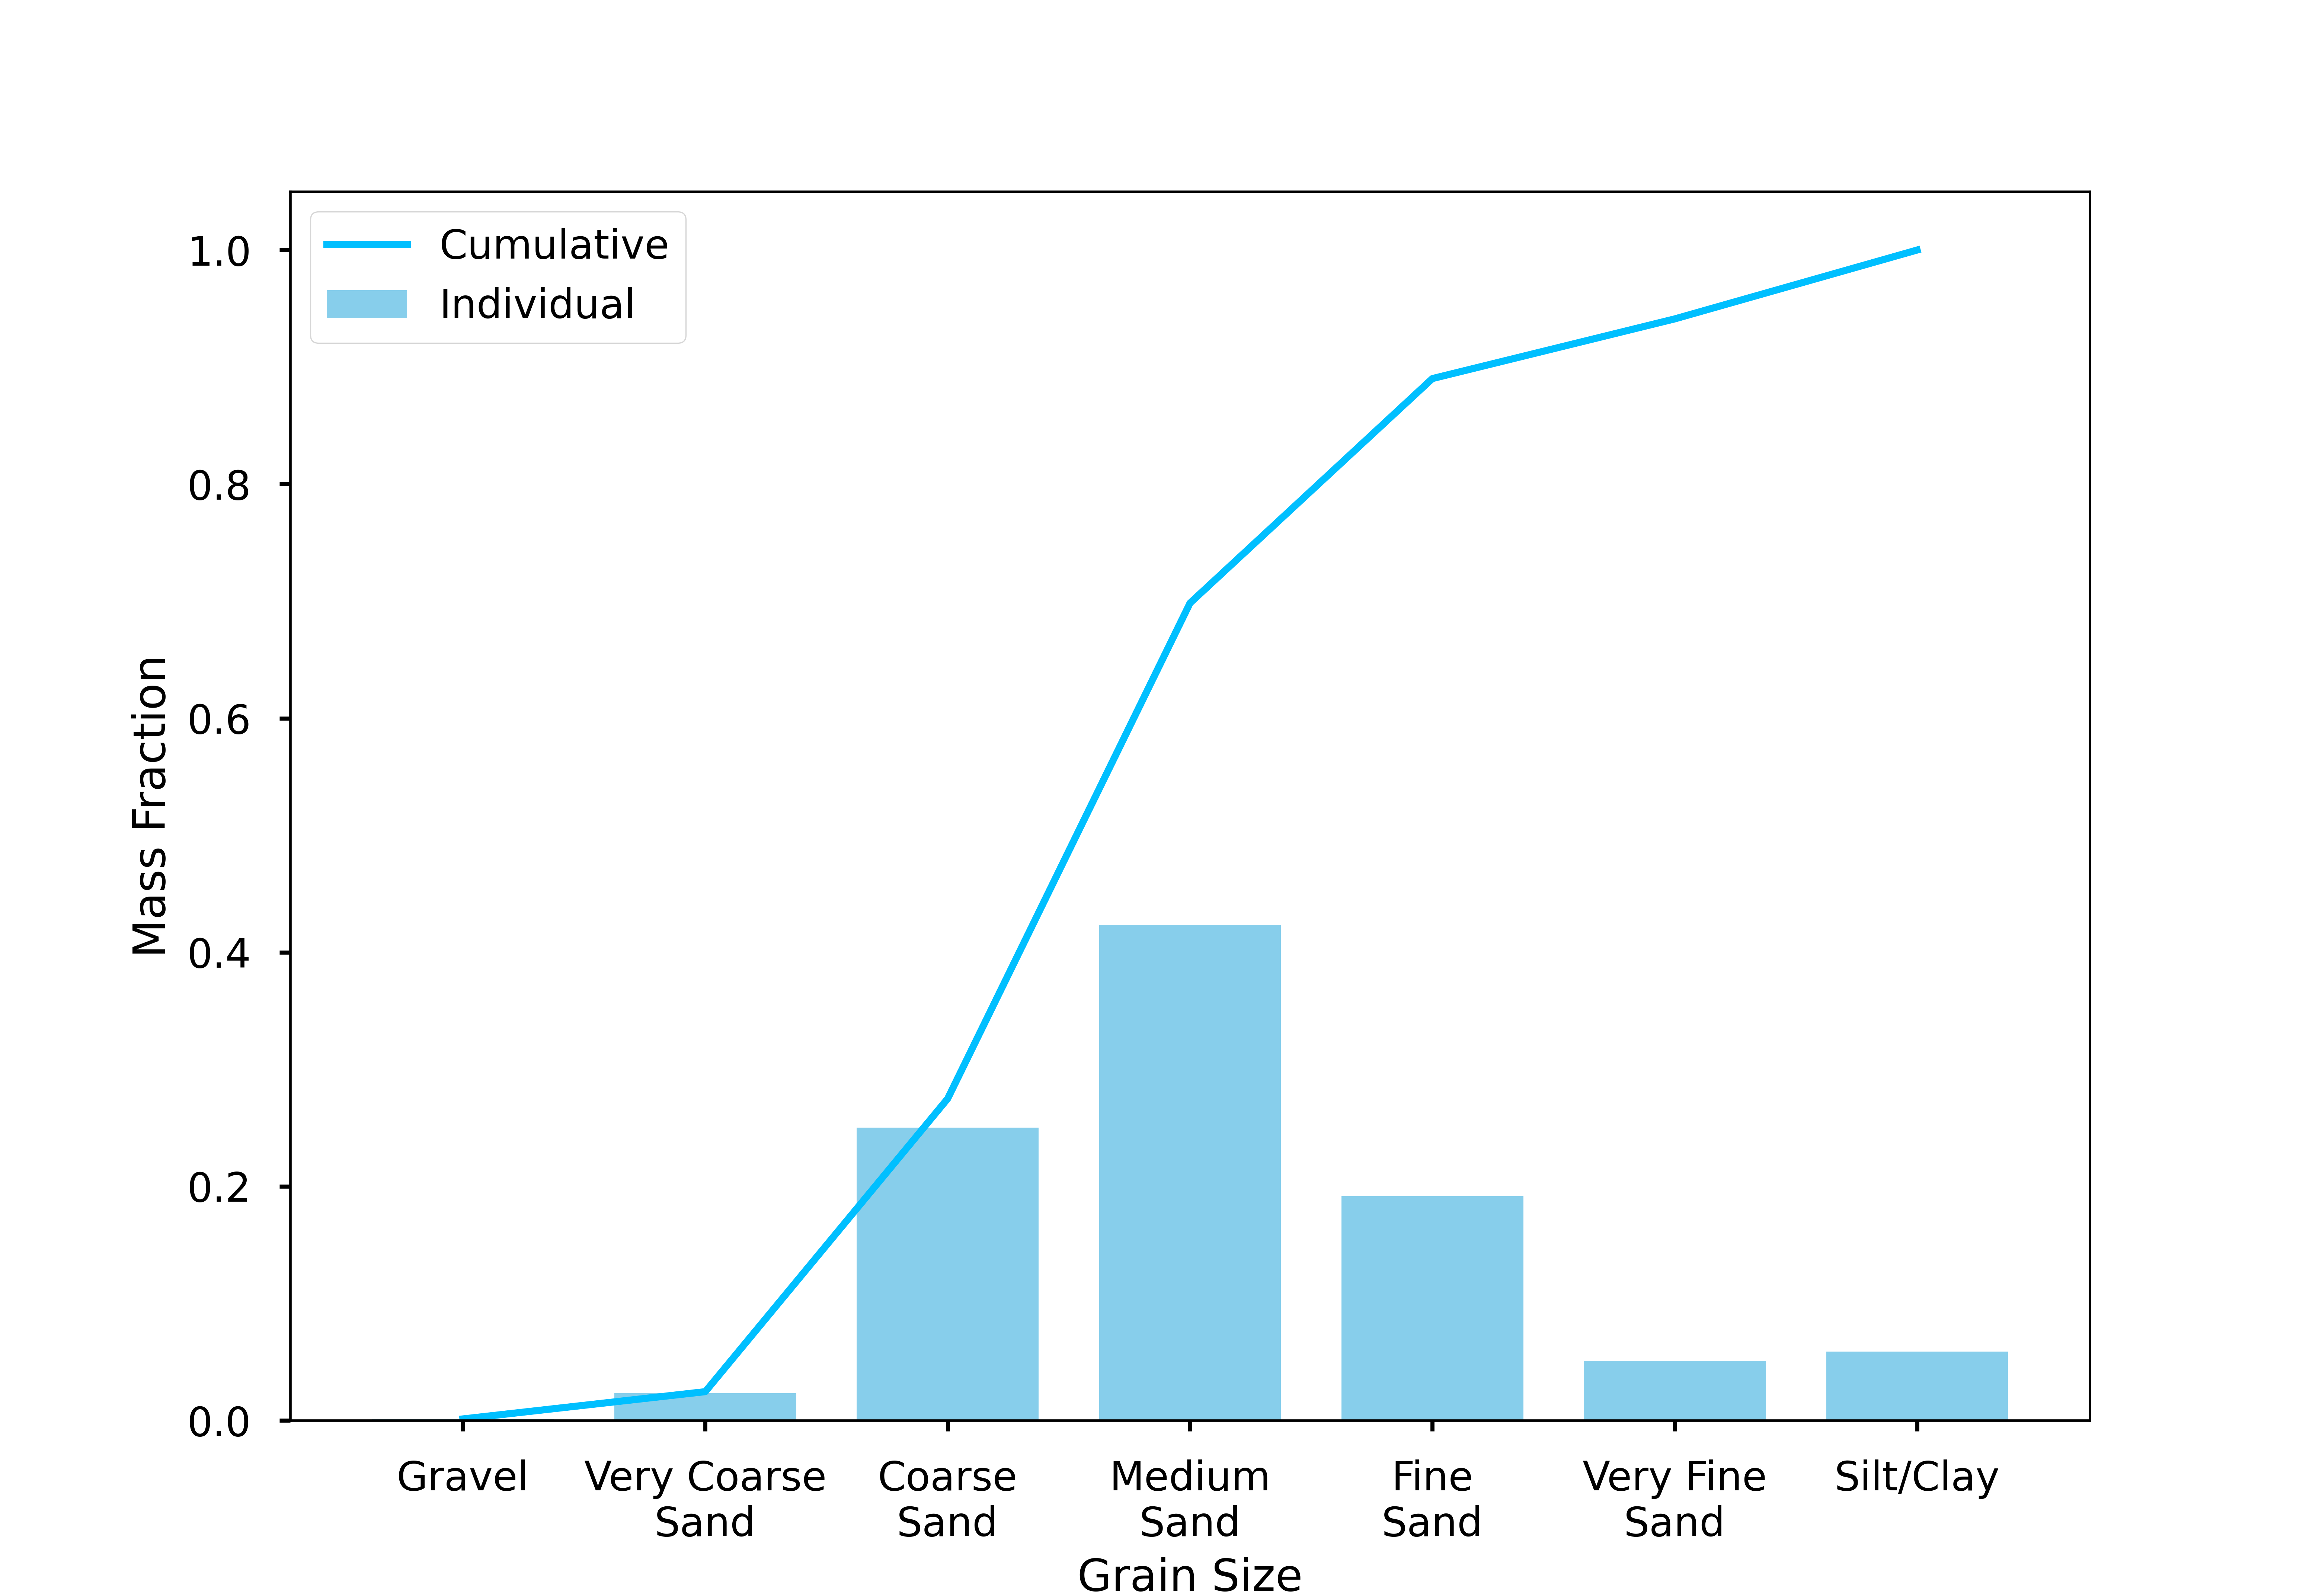 Cumulative
Individual
1.0
0.8
0.6
0.4
0.2
0.0
Mass Fraction
Gravel
Very Coarse
Sand
Coarse
Sand
Medium
Sand
Fine
Sand
Very Fine
Sand
Silt/Clay
Grain Size